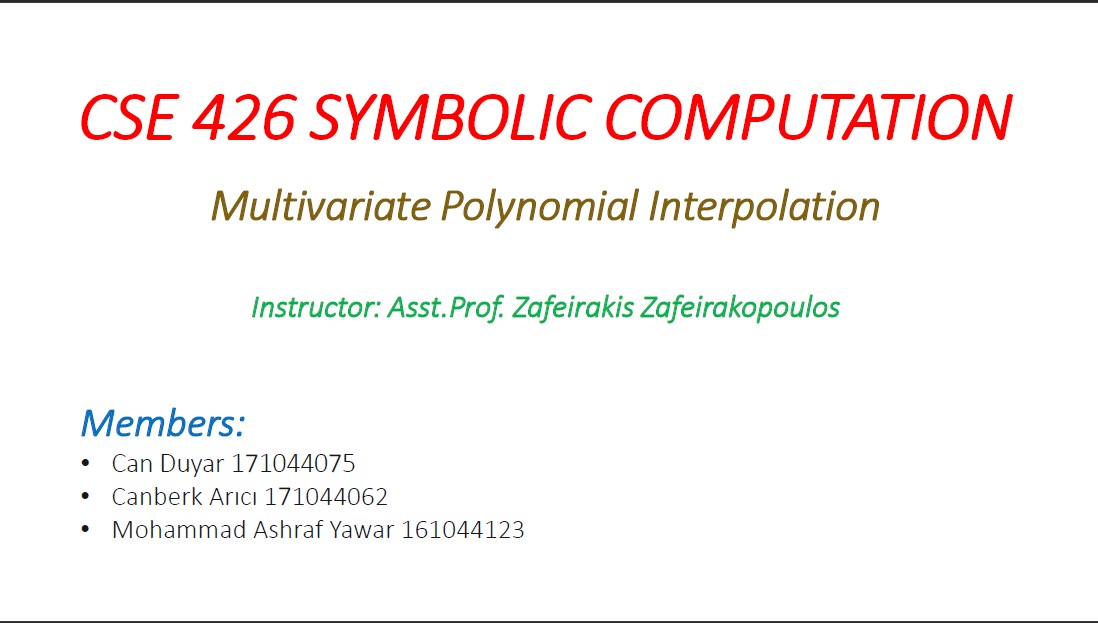 CSE 426 SYMBOLIC COMPUTATION
Multivariate Polynomial Interpolation
Instructor: Asst.Prof. Zafeirakis Zafeirakopoulos
Members:
• Can Duyar 171044075
• Canberk Arıcı 171044062
• Mohammad Ashraf Yawar 161044123